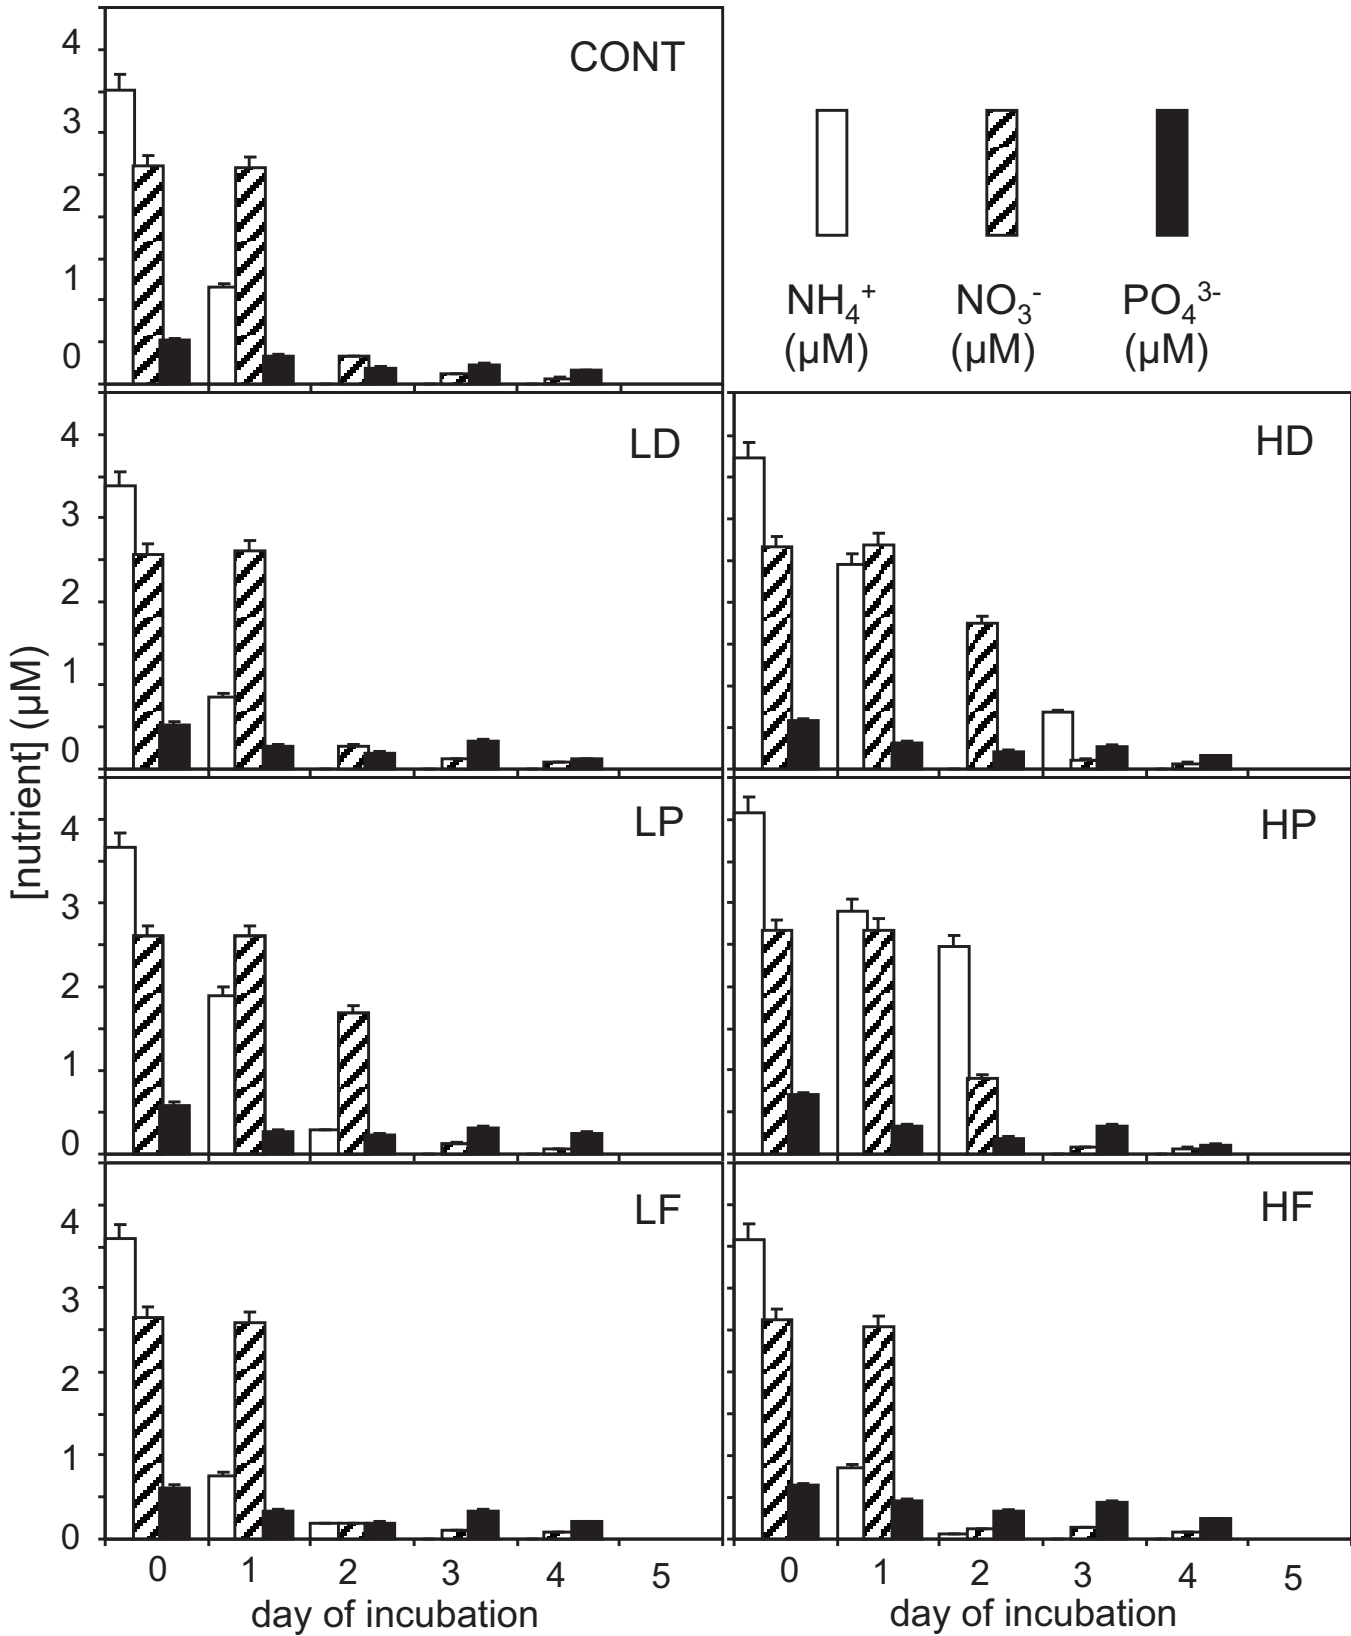 CONT
4
3
2
1
0
NH₄⁺
(µM)
NO₃⁻
(µM)
PO₄³⁻
(µM)
LD
4
3
2
1
0
HD
[nutrient] (µM)
LP
4
3
2
1
0
HP
LF
4
3
2
1
0
HF
0 1 2 3 4 5
day of incubation
0 1 2 3 4 5
day of incubation